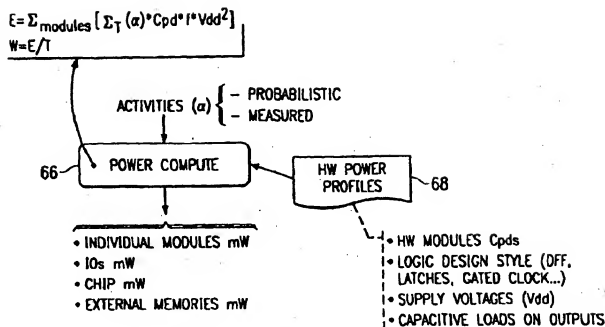 E= Σmodules[ΣT(α)*Cpd*f*Vdd²]
W=E/T
ACTIVITIES (α)
– PROBABILISTIC
– MEASURED
66
POWER COMPUTE
HW POWER
PROFILES
68
• INDIVIDUAL MODULES mW
• IOs mW
• CHIP mW
• EXTERNAL MEMORIES mW
• HW MODULES Cpds
• LOGIC DESIGN STYLE (DFF,
LATCHES, GATED CLOCK...)
• SUPPLY VOLTAGES (Vdd)
• CAPACITIVE LOADS ON OUTPUTS